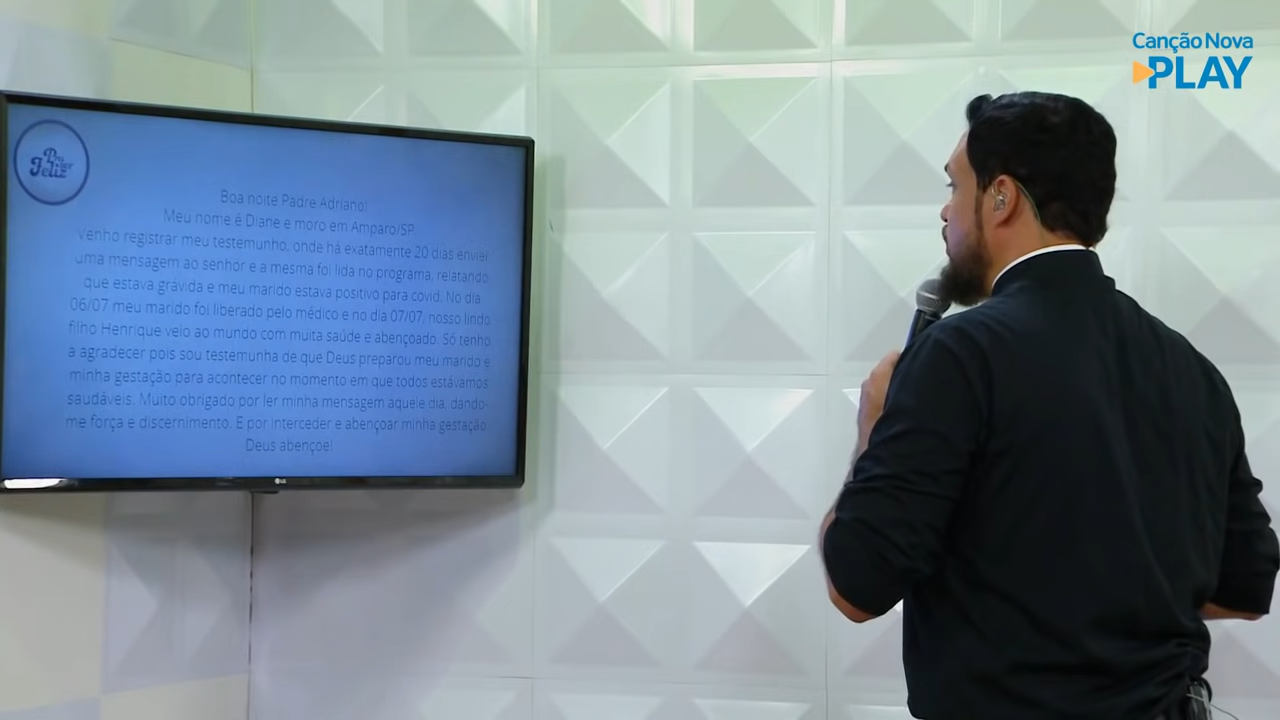 Canção Nova
PLAY
Pra
ser
Feliz
Boa noite Padre Adriano!
Meu nome é Diane e moro em Amparo/SP.
Venho registrar meu testemunho, onde há exatamente 20 dias enviei
uma mensagem ao senhor e a mesma foi lida no programa, relatando
que estava grávida e meu marido estava positivo para covid. No dia
06/07 meu marido foi liberado pelo médico e no dia 07/07, nosso lindo
filho Henrique veio ao mundo com muita saúde e abençoado. Só tenho
a agradecer pois sou testemunha de que Deus preparou meu marido e
minha gestação para acontecer no momento em que todos estávamos
saudáveis. Muito obrigado por ler minha mensagem aquele dia, dando-
me força e discernimento. E por interceder e abençoar minha gestação
Deus abençoe!
LG